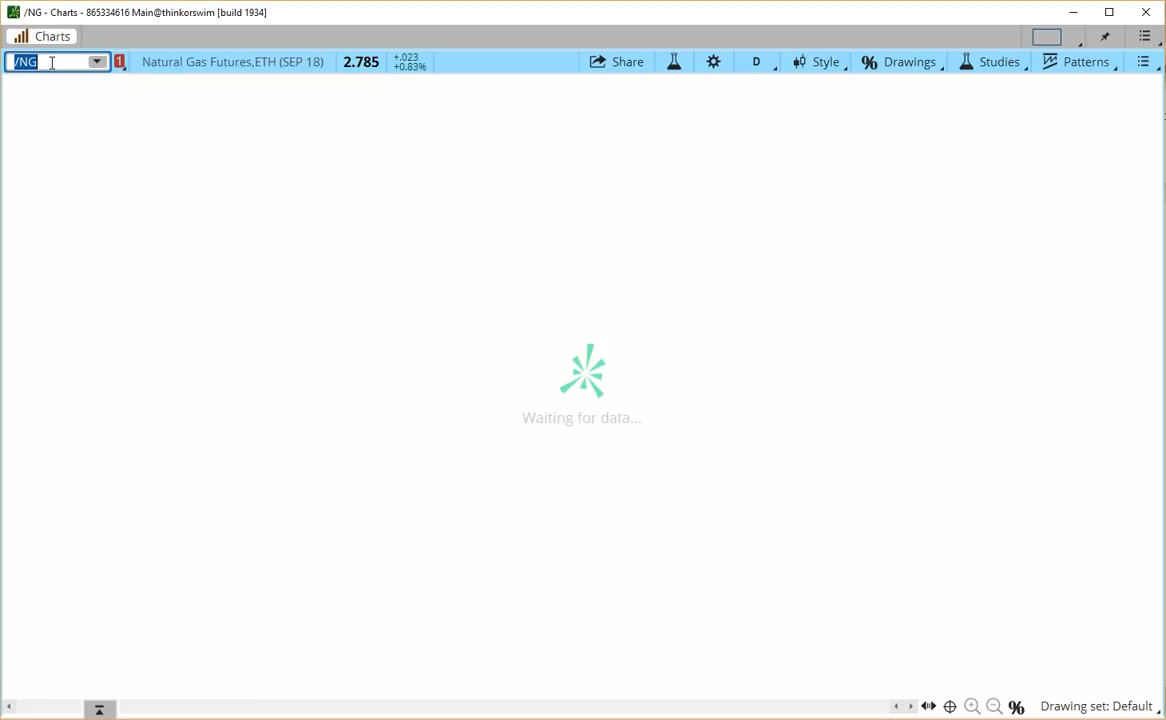 /NG - Charts - 865334616 Main@thinkorswim [build 1934]
Charts
/NG 1 Natural Gas Futures,ETH (SEP 18) 2.785 +.023 +0.83% Share D Style Drawings Studies Patterns
Waiting for data...
Drawing set: Default